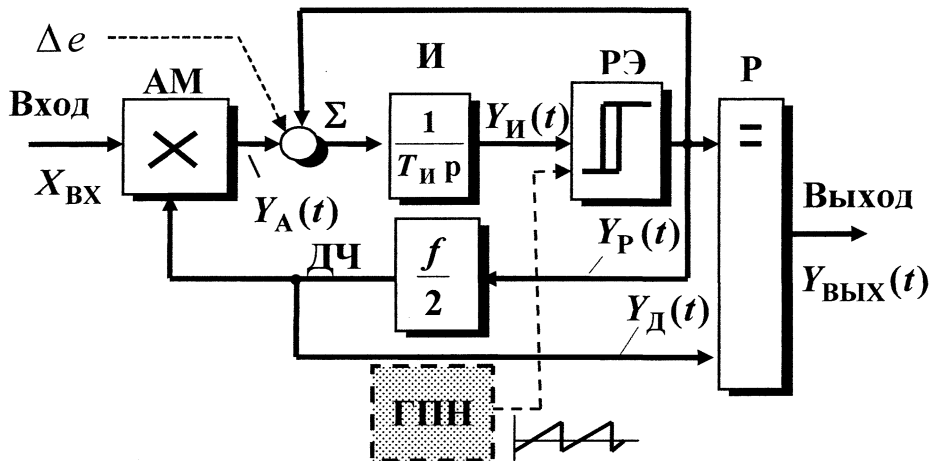 Δe
И
РЭ
Р
АМ
Вход
Σ
1
T_И p
Y_И(t)
=
X_ВХ
Y_А(t)
Выход
ДЧ
f
2
Y_Р(t)
Y_ВЫХ(t)
Y_Д(t)
ГПН